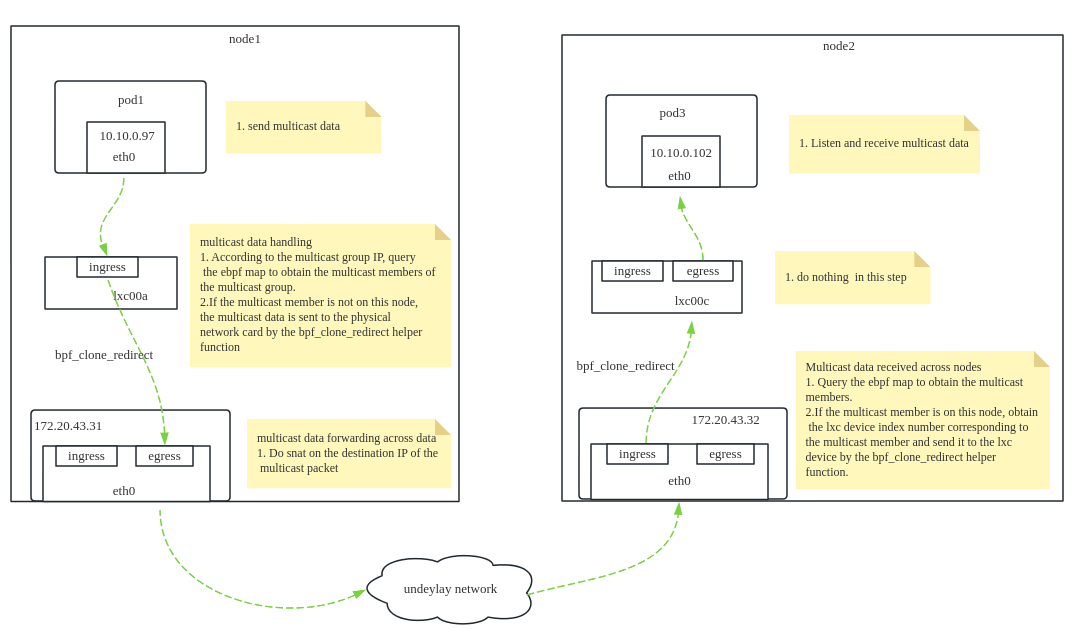 node1
pod1
10.10.0.97
eth0
1. send multicast data
ingress
lxc00a
multicast data handling
1. According to the multicast group IP, query
the ebpf map to obtain the multicast members of
the multicast group.
2.If the multicast member is not on this node,
the multicast data is sent to the physical
network card by the bpf_clone_redirect helper
function
bpf_clone_redirect
172.20.43.31
ingress
egress
eth0
multicast data forwarding across data
1. Do snat on the destination IP of the
multicast packet
undeylay network
node2
pod3
10.10.0.102
eth0
1. Listen and receive multicast data
ingress
egress
lxc00c
1. do nothing  in this step
bpf_clone_redirect
172.20.43.32
ingress
egress
eth0
Multicast data received across nodes
1. Query the ebpf map to obtain the multicast
members.
2.If the multicast member is on this node, obtain
the lxc device index number corresponding to
the multicast member and send it to the lxc
device by the bpf_clone_redirect helper
function.